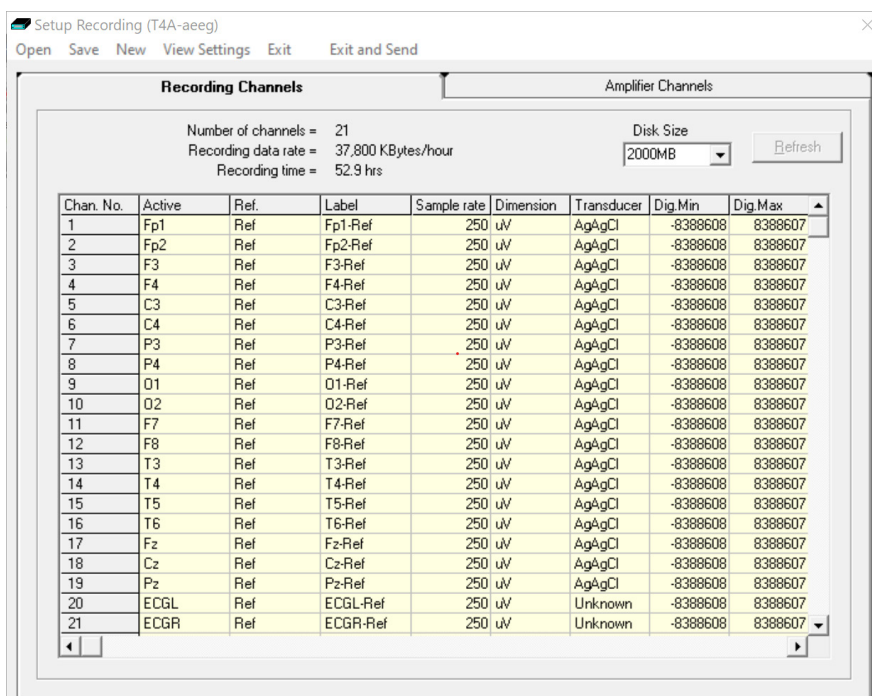 Setup Recording (T4A-aeeg)
Open Save New View Settings Exit Exit and Send
Recording Channels Amplifier Channels
Number of channels = 21 Disk Size
Recording data rate = 37,800 KBytes/hour 2000MB Refresh
Recording time = 52.9 hrs
Chan. No. Active Ref. Label Sample rate Dimension Transducer Dig.Min Dig.Max
1 Fp1 Ref Fp1-Ref 250 uV AgAgCl -8388608 8388607
2 Fp2 Ref Fp2-Ref 250 uV AgAgCl -8388608 8388607
3 F3 Ref F3-Ref 250 uV AgAgCl -8388608 8388607
4 F4 Ref F4-Ref 250 uV AgAgCl -8388608 8388607
5 C3 Ref C3-Ref 250 uV AgAgCl -8388608 8388607
6 C4 Ref C4-Ref 250 uV AgAgCl -8388608 8388607
7 P3 Ref P3-Ref 250 uV AgAgCl -8388608 8388607
8 P4 Ref P4-Ref 250 uV AgAgCl -8388608 8388607
9 O1 Ref O1-Ref 250 uV AgAgCl -8388608 8388607
10 O2 Ref O2-Ref 250 uV AgAgCl -8388608 8388607
11 F7 Ref F7-Ref 250 uV AgAgCl -8388608 8388607
12 F8 Ref F8-Ref 250 uV AgAgCl -8388608 8388607
13 T3 Ref T3-Ref 250 uV AgAgCl -8388608 8388607
14 T4 Ref T4-Ref 250 uV AgAgCl -8388608 8388607
15 T5 Ref T5-Ref 250 uV AgAgCl -8388608 8388607
16 T6 Ref T6-Ref 250 uV AgAgCl -8388608 8388607
17 Fz Ref Fz-Ref 250 uV AgAgCl -8388608 8388607
18 Cz Ref Cz-Ref 250 uV AgAgCl -8388608 8388607
19 Pz Ref Pz-Ref 250 uV AgAgCl -8388608 8388607
20 ECGL Ref ECGL-Ref 250 uV Unknown -8388608 8388607
21 ECGR Ref ECGR-Ref 250 uV Unknown -8388608 8388607